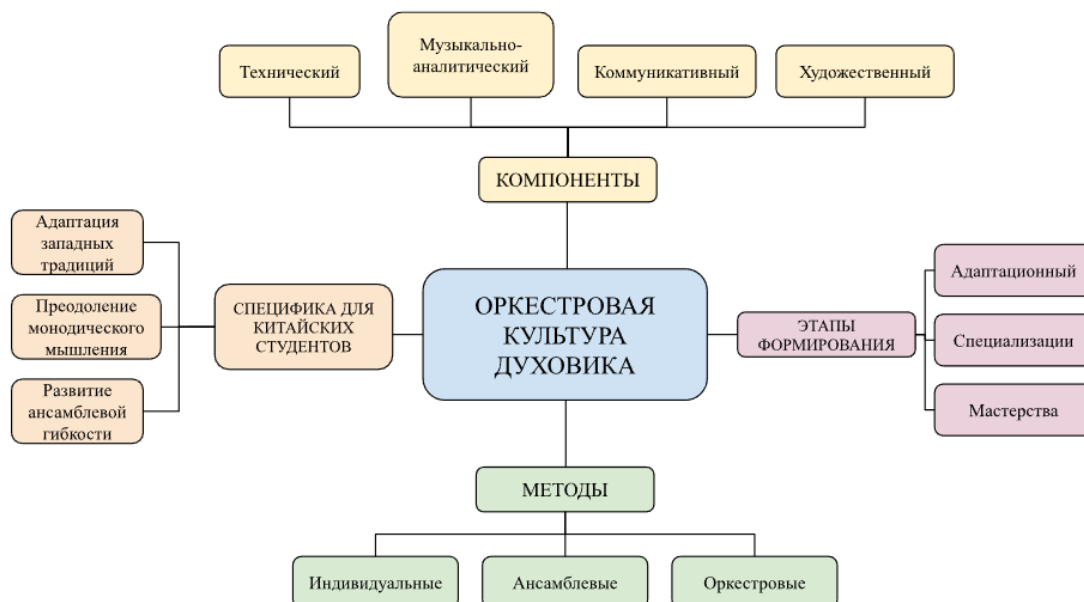 Технический
Музыкально-
аналитический
Коммуникативный
Художественный
КОМПОНЕНТЫ
Адаптация
западных
традиций
Преодоление
монодического
мышления
Развитие
ансамблевой
гибкости
СПЕЦИФИКА ДЛЯ
КИТАЙСКИХ
СТУДЕНТОВ
ОРКЕСТРОВАЯ
КУЛЬТУРА
ДУХОВИКА
ЭТАПЫ
ФОРМИРОВАНИЯ
Адаптационный
Специализации
Мастерства
МЕТОДЫ
Индивидуальные
Ансамблевые
Оркестровые